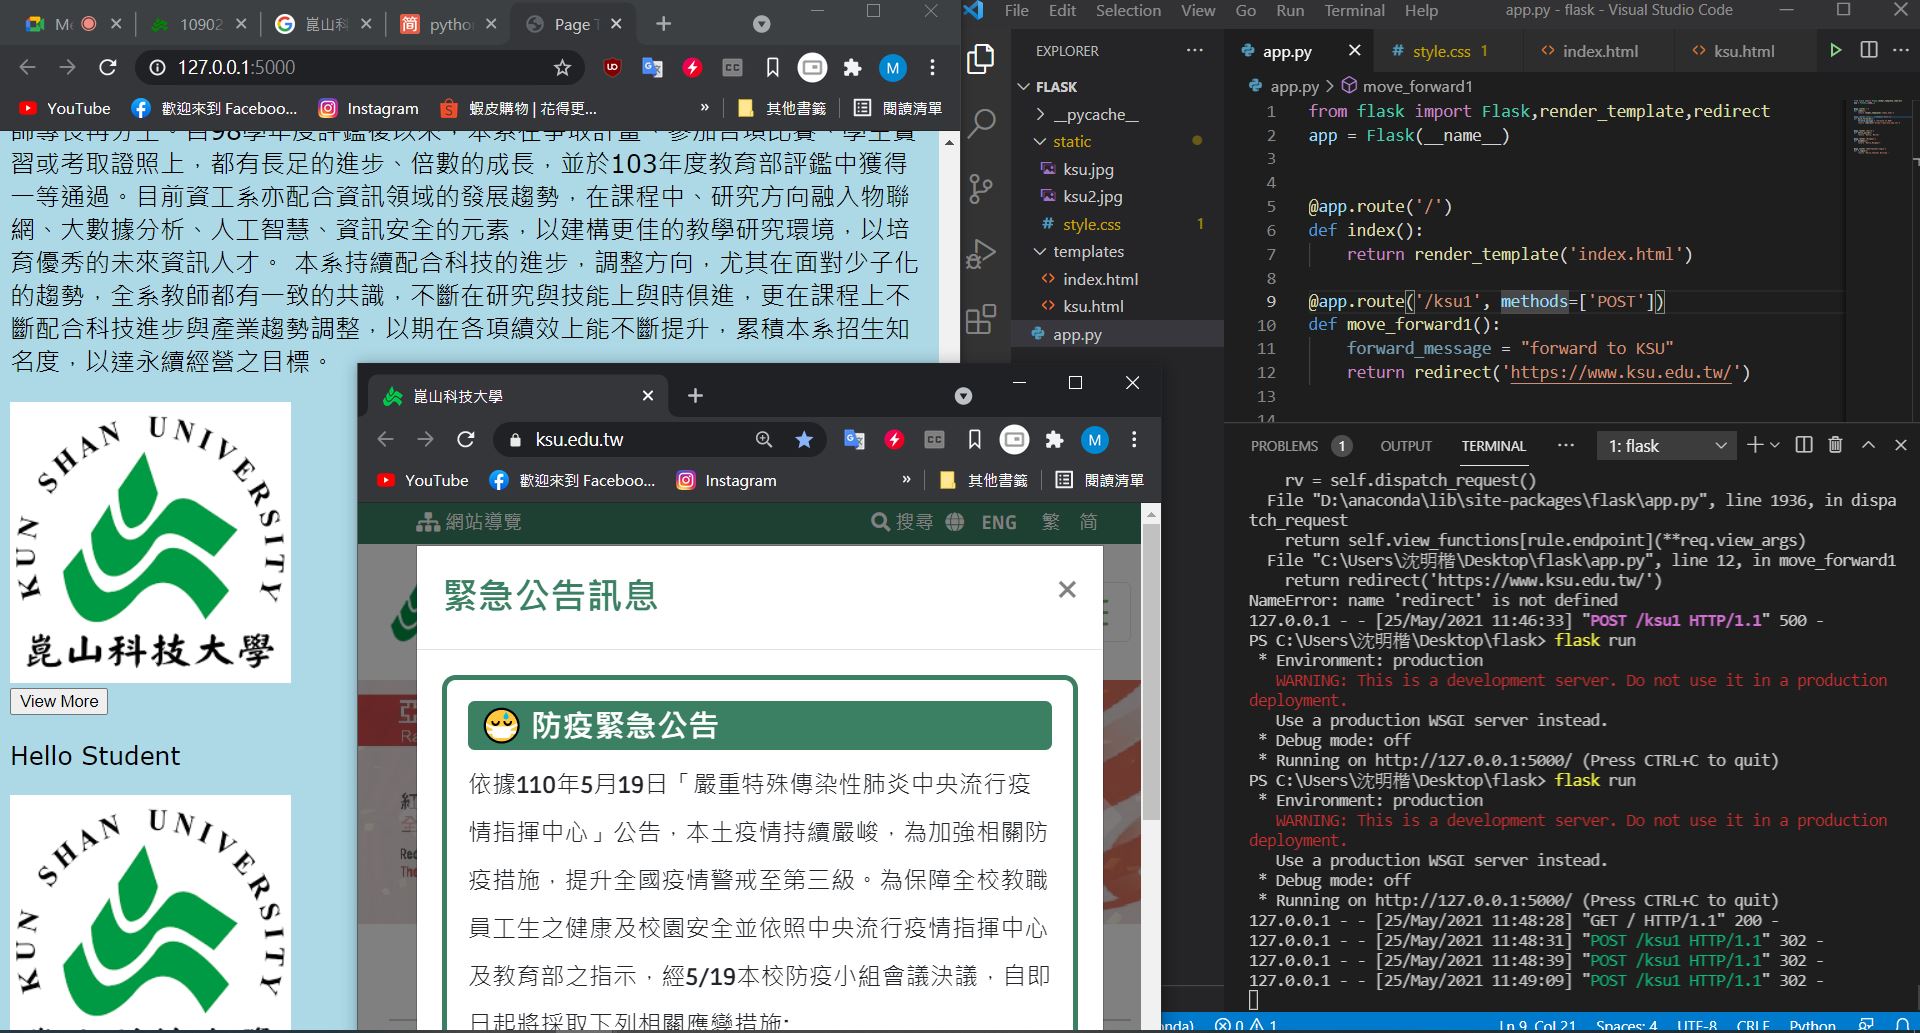 10902
崑山科
pytho
Page T
127.0.0.1:5000
YouTube
歡迎來到 Faceboo...
Instagram
蝦皮購物 | 花得更...
»
其他書籤
閱讀清單
習或考取證照上，都有長足的進步、倍數的成長，並於103年度教育部評鑑中獲得
一等通過。目前資工系亦配合資訊領域的發展趨勢，在課程中、研究方向融入物聯
網、大數據分析、人工智慧、資訊安全的元素，以建構更佳的教學研究環境，以培
育優秀的未來資訊人才。 本系持續配合科技的進步，調整方向，尤其在面對少子化
的趨勢，全系教師都有一致的共識，不斷在研究與技能上與時俱進，更在課程上不
斷配合科技進步與產業趨勢調整，以期在各項績效上能不斷提升，累積本系招生知
名度，以達永續經營之目標。
KUN SHAN UNIVERSITY
崑山科技大學
View More
Hello Student
KUN SHAN UNIVERSITY
崑山科技大學
ksu.edu.tw
YouTube
歡迎來到 Faceboo...
Instagram
»
其他書籤
閱讀清單
網站導覽
搜尋
ENG
繁
简
緊急公告訊息
防疫緊急公告
依據110年5月19日「嚴重特殊傳染性肺炎中央流行疫
情指揮中心」公告，本土疫情持續嚴峻，為加強相關防
疫措施，提升全國疫情警戒至第三級。為保障全校教職
員工生之健康及校園安全並依照中央流行疫情指揮中心
及教育部之指示，經5/19本校防疫小組會議決議，自即
日起將採取下列相關應變措施:
File Edit Selection View Go Run Terminal Help
app.py - flask - Visual Studio Code
EXPLORER
FLASK
__pycache__
static
ksu.jpg
ksu2.jpg
style.css 1
templates
index.html
ksu.html
app.py
app.py
style.css 1
index.html
ksu.html
app.py > move_forward1
1 from flask import Flask,render_template,redirect
2 app = Flask(__name__)
3
4
5 @app.route('/')
6 def index():
7 return render_template('index.html')
8
9 @app.route('/ksu1', methods=['POST'])
10 def move_forward1():
11 forward_message = "forward to KSU"
12 return redirect('https://www.ksu.edu.tw/')
13
14
PROBLEMS 1
OUTPUT
TERMINAL
1: flask
rv = self.dispatch_request()
File "D:\anaconda\lib\site-packages\flask\app.py", line 1936, in dispa
tch_request
return self.view_functions[rule.endpoint](**req.view_args)
File "C:\Users\沈明楷\Desktop\flask\app.py", line 12, in move_forward1
return redirect('https://www.ksu.edu.tw/')
NameError: name 'redirect' is not defined
127.0.0.1 - - [25/May/2021 11:46:33] "POST /ksu1 HTTP/1.1" 500 -
PS C:\Users\沈明楷\Desktop\flask> flask run
* Environment: production
WARNING: This is a development server. Do not use it in a production
deployment.
Use a production WSGI server instead.
* Debug mode: off
* Running on http://127.0.0.1:5000/ (Press CTRL+C to quit)
PS C:\Users\沈明楷\Desktop\flask> flask run
* Environment: production
WARNING: This is a development server. Do not use it in a production
deployment.
Use a production WSGI server instead.
* Debug mode: off
* Running on http://127.0.0.1:5000/ (Press CTRL+C to quit)
127.0.0.1 - - [25/May/2021 11:48:28] "GET / HTTP/1.1" 200 -
127.0.0.1 - - [25/May/2021 11:48:31] "POST /ksu1 HTTP/1.1" 302 -
127.0.0.1 - - [25/May/2021 11:48:39] "POST /ksu1 HTTP/1.1" 302 -
127.0.0.1 - - [25/May/2021 11:49:09] "POST /ksu1 HTTP/1.1" 302 -
nda) 0 1
Ln 9, Col 21 Spaces: 4 UTF-8 CRLF Python